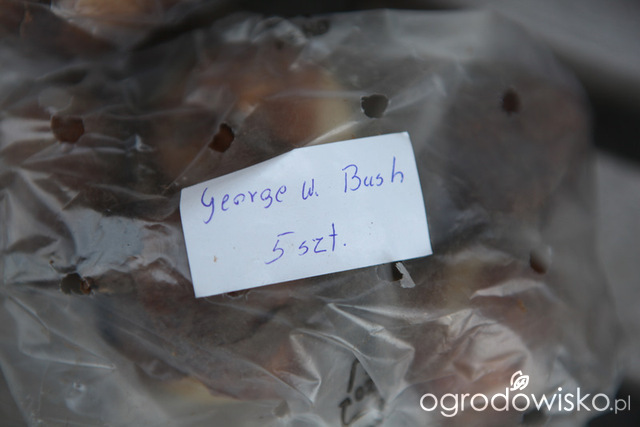 George W. Bush
5 szt.
ogrodowisko.pl